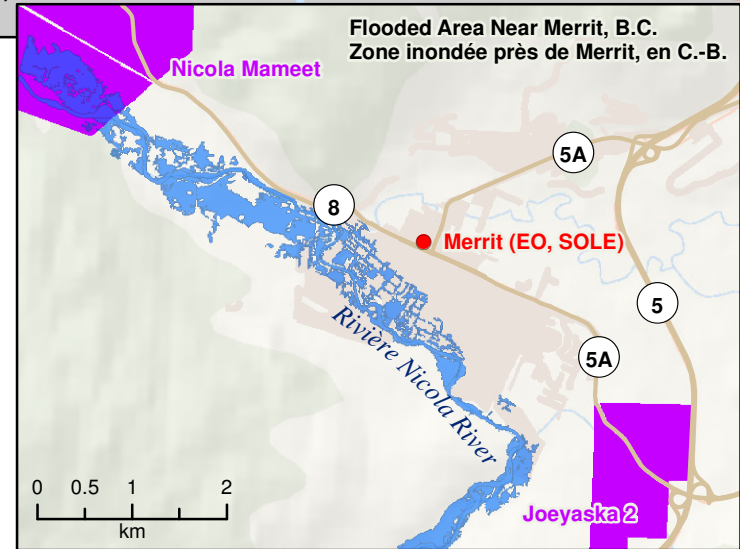 Flooded Area Near Merrit, B.C.
Zone inondée près de Merrit, en C.-B.
Nicola Mameet
5A
8
Merrit (EO, SOLE)
5
Rivière Nicola River
5A
0 0.5 1 2
km
Joeyaska 2